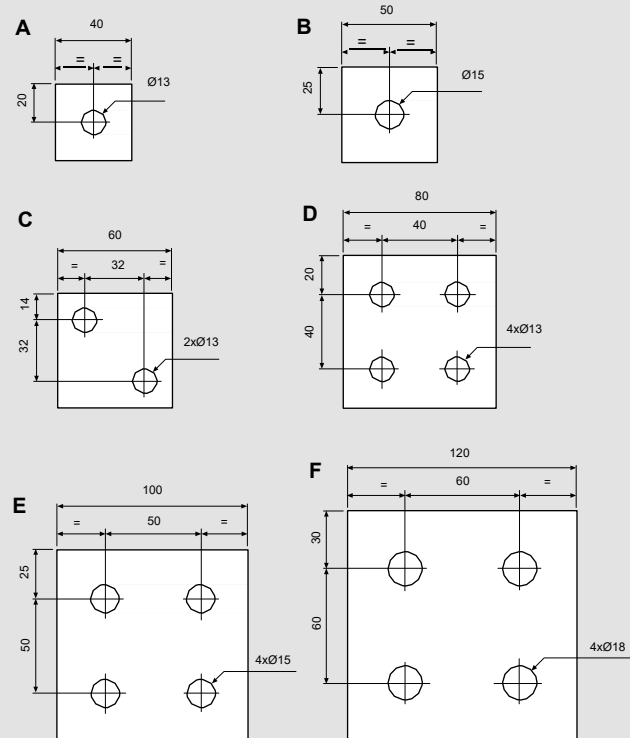 A
40
= =
20
Ø13
B
50
= =
25
Ø15
C
60
= 32 =
14
32
2xØ13
D
80
= 40 =
20
40
4xØ13
E
100
= 50 =
25
50
4xØ15
F
120
= 60 =
30
60
4xØ18